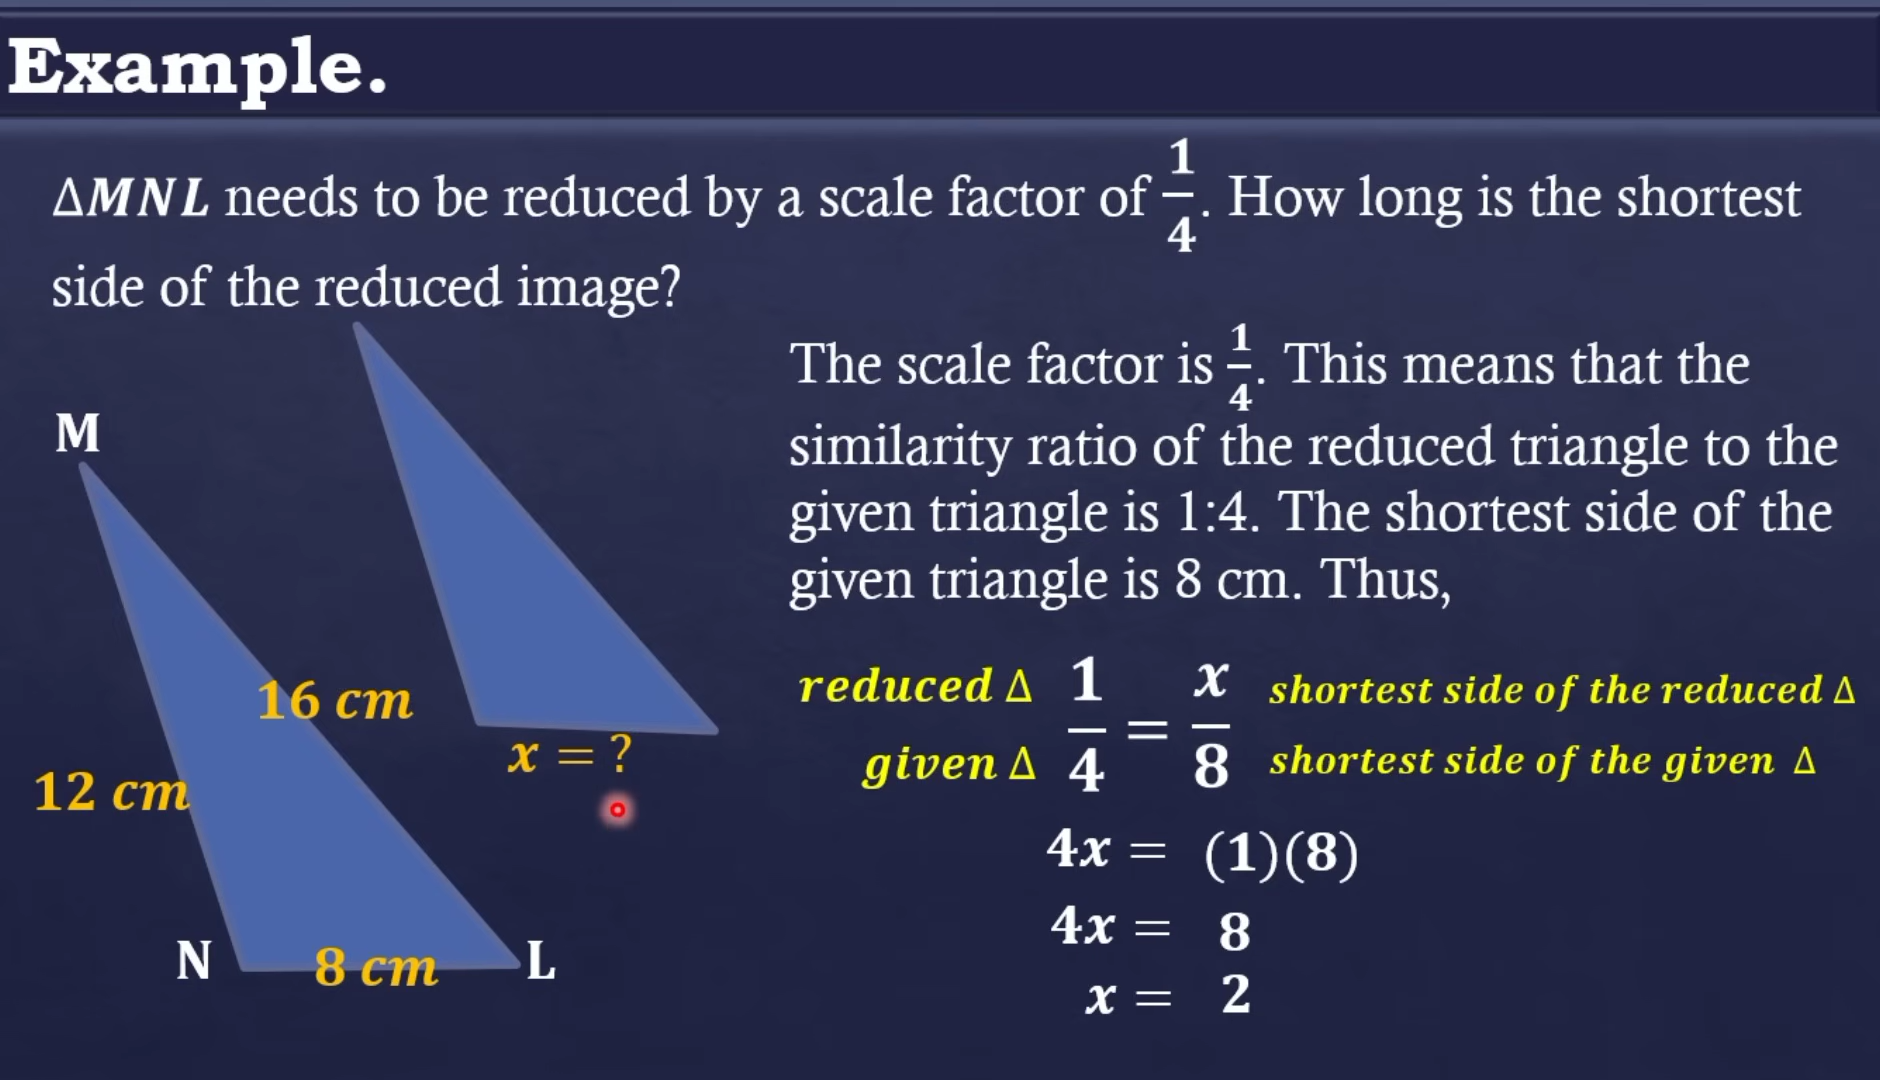 Example.
ΔMNL needs to be reduced by a scale factor of 1/4. How long is the shortest
side of the reduced image?
The scale factor is 1/4. This means that the
similarity ratio of the reduced triangle to the
given triangle is 1:4. The shortest side of the
given triangle is 8 cm. Thus,
M
16 cm
12 cm
N
8 cm
L
x = ?
reduced Δ 1/4 = x/8 shortest side of the reduced Δ
given Δ shortest side of the given Δ
4x = (1)(8)
4x = 8
x = 2